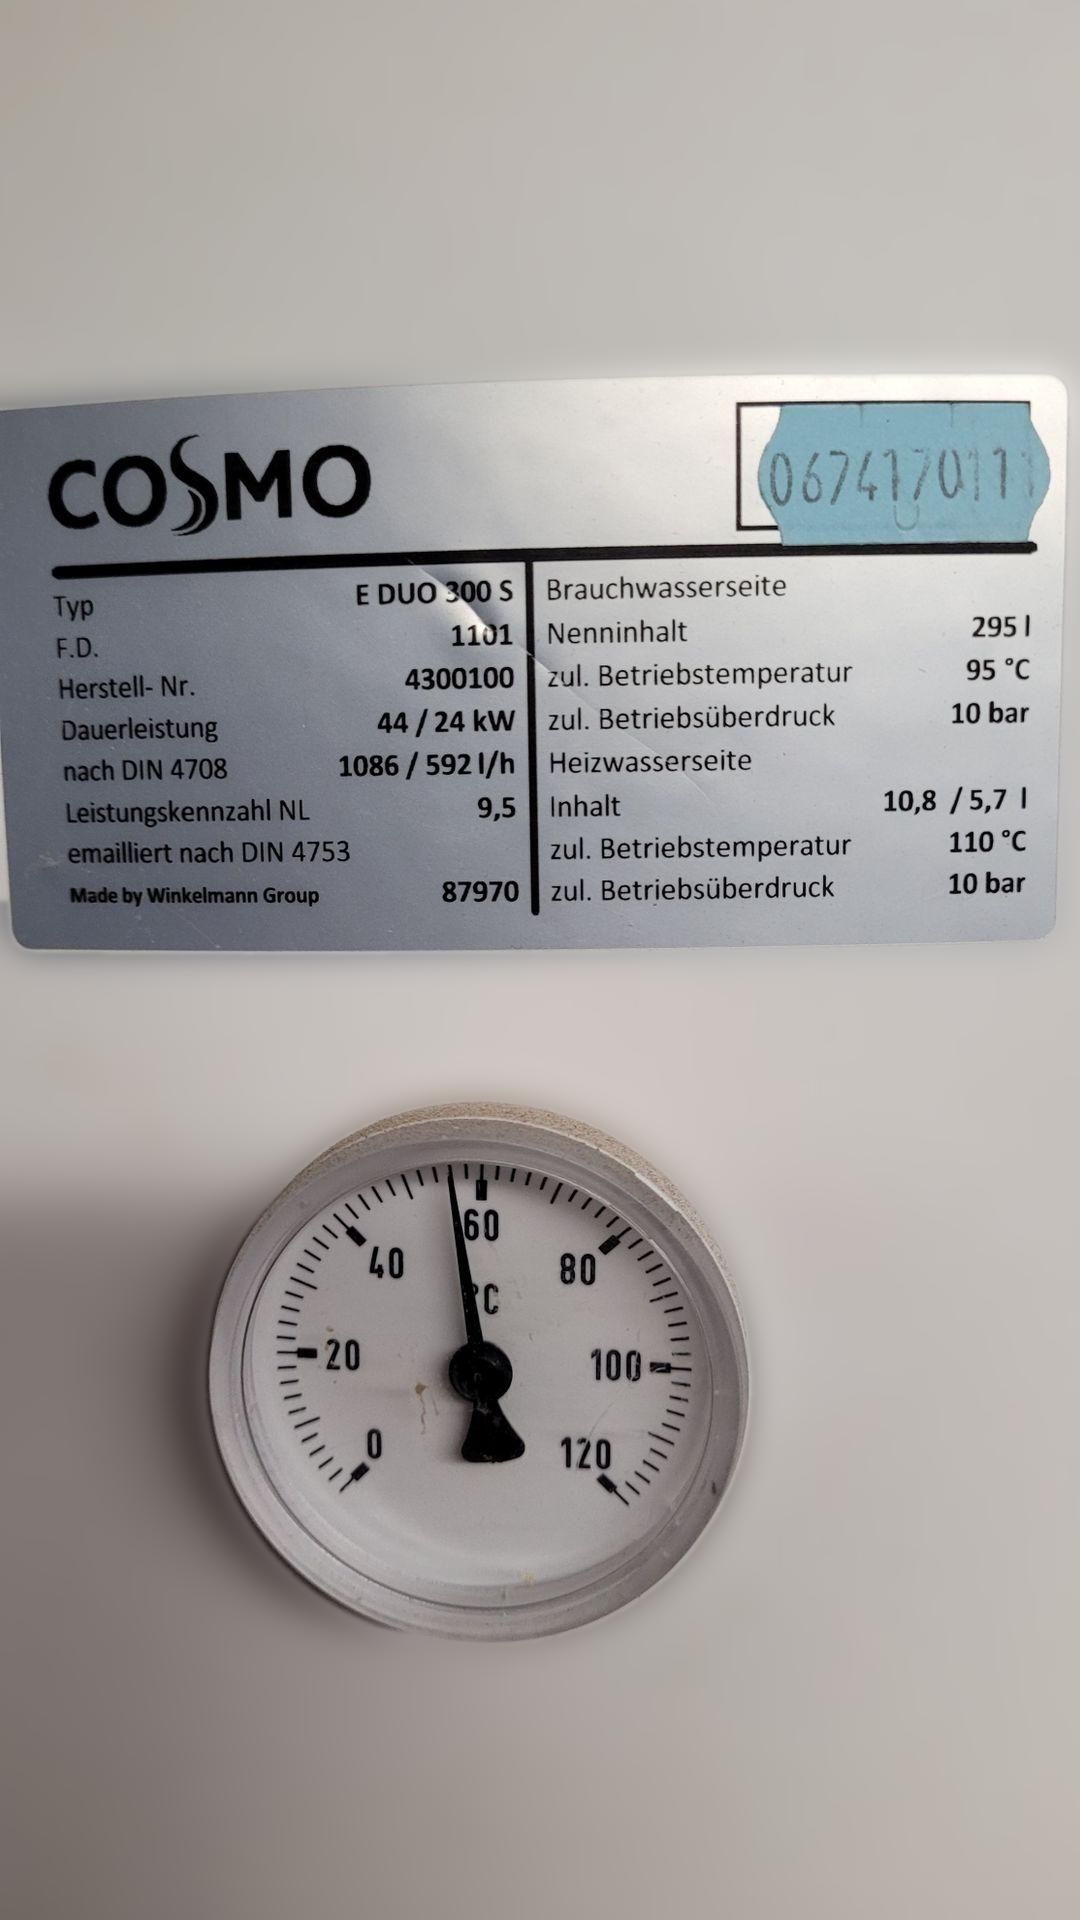 COSMO
0674170111
Typ E DUO 300 S
F.D. 1101
Herstell- Nr. 4300100
Dauerleistung 44 / 24 kW
nach DIN 4708 1086 / 592 l/h
Leistungskennzahl NL 9,5
emailliert nach DIN 4753
Made by Winkelmann Group 87970
Brauchwasserseite
Nenninhalt 295 l
zul. Betriebstemperatur 95 °C
zul. Betriebsüberdruck 10 bar
Heizwasserseite
Inhalt 10,8 / 5,7 l
zul. Betriebstemperatur 110 °C
zul. Betriebsüberdruck 10 bar
0
20
40
60
80
100
120
°C